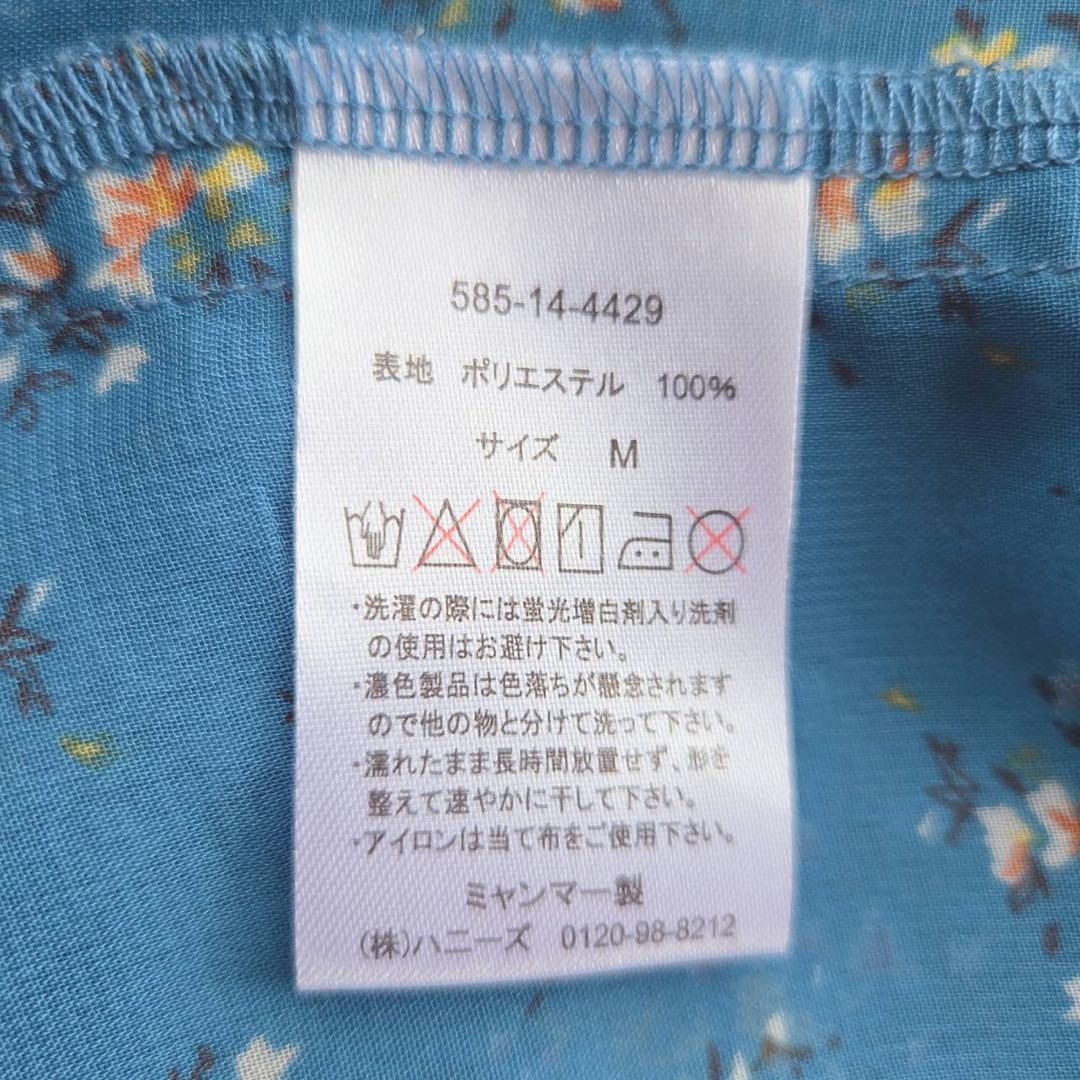 585-14-4429
表地 ポリエステル 100%
サイズ M
・洗濯の際には蛍光増白剤入り洗剤
の使用はお避け下さい。
・濃色製品は色落ちが懸念されます
ので他の物と分けて洗って下さい。
・濡れたまま長時間放置せず、形を
整えて速やかに干して下さい。
・アイロンは当て布をご使用下さい。
ミャンマー製
(株)ハニーズ 0120-98-8212